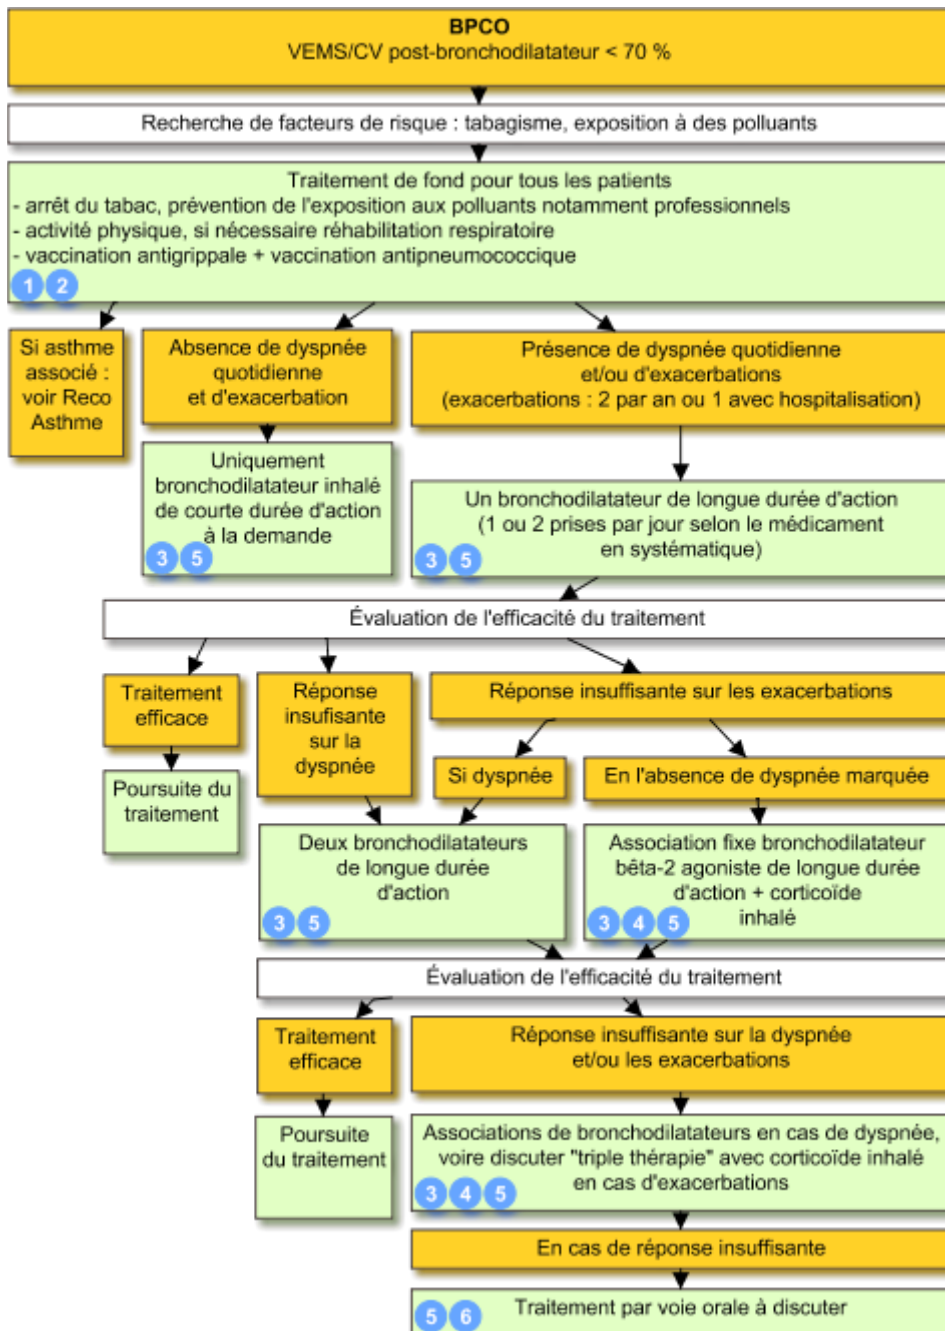 BPCO
VEMS/CV post-bronchodilatateur < 70 %
Recherche de facteurs de risque : tabagisme, exposition à des polluants
Traitement de fond pour tous les patients
- arrêt du tabac, prévention de l'exposition aux polluants notamment professionnels
- activité physique, si nécessaire réhabilitation respiratoire
- vaccination antigrippale + vaccination antipneumococcique
1 2
Si asthme
associé :
voir Reco
Asthme
Absence de dyspnée
quotidienne
et d'exacerbation
Présence de dyspnée quotidienne
et/ou d'exacerbations
(exacerbations : 2 par an ou 1 avec hospitalisation)
Uniquement
bronchodilatateur inhalé
de courte durée d'action
à la demande
3 5
Un bronchodilatateur de longue durée d'action
(1 ou 2 prises par jour selon le médicament
en systématique)
3 5
Évaluation de l'efficacité du traitement
Traitement
efficace
Réponse
insufisante
sur la
dyspnée
Réponse insuffisante sur les exacerbations
Si dyspnée
En l'absence de dyspnée marquée
Poursuite du
traitement
Deux bronchodilatateurs
de longue durée
d'action
3 5
Association fixe bronchodilatateur
bêta-2 agoniste de longue durée
d'action + corticoïde
inhalé
3 4 5
Évaluation de l'efficacité du traitement
Traitement
efficace
Réponse insuffisante sur la dyspnée
et/ou les exacerbations
Poursuite
du traitement
Associations de bronchodilatateurs en cas de dyspnée,
voire discuter "triple thérapie" avec corticoïde inhalé
en cas d'exacerbations
3 4 5
En cas de réponse insuffisante
Traitement par voie orale à discuter
5 6